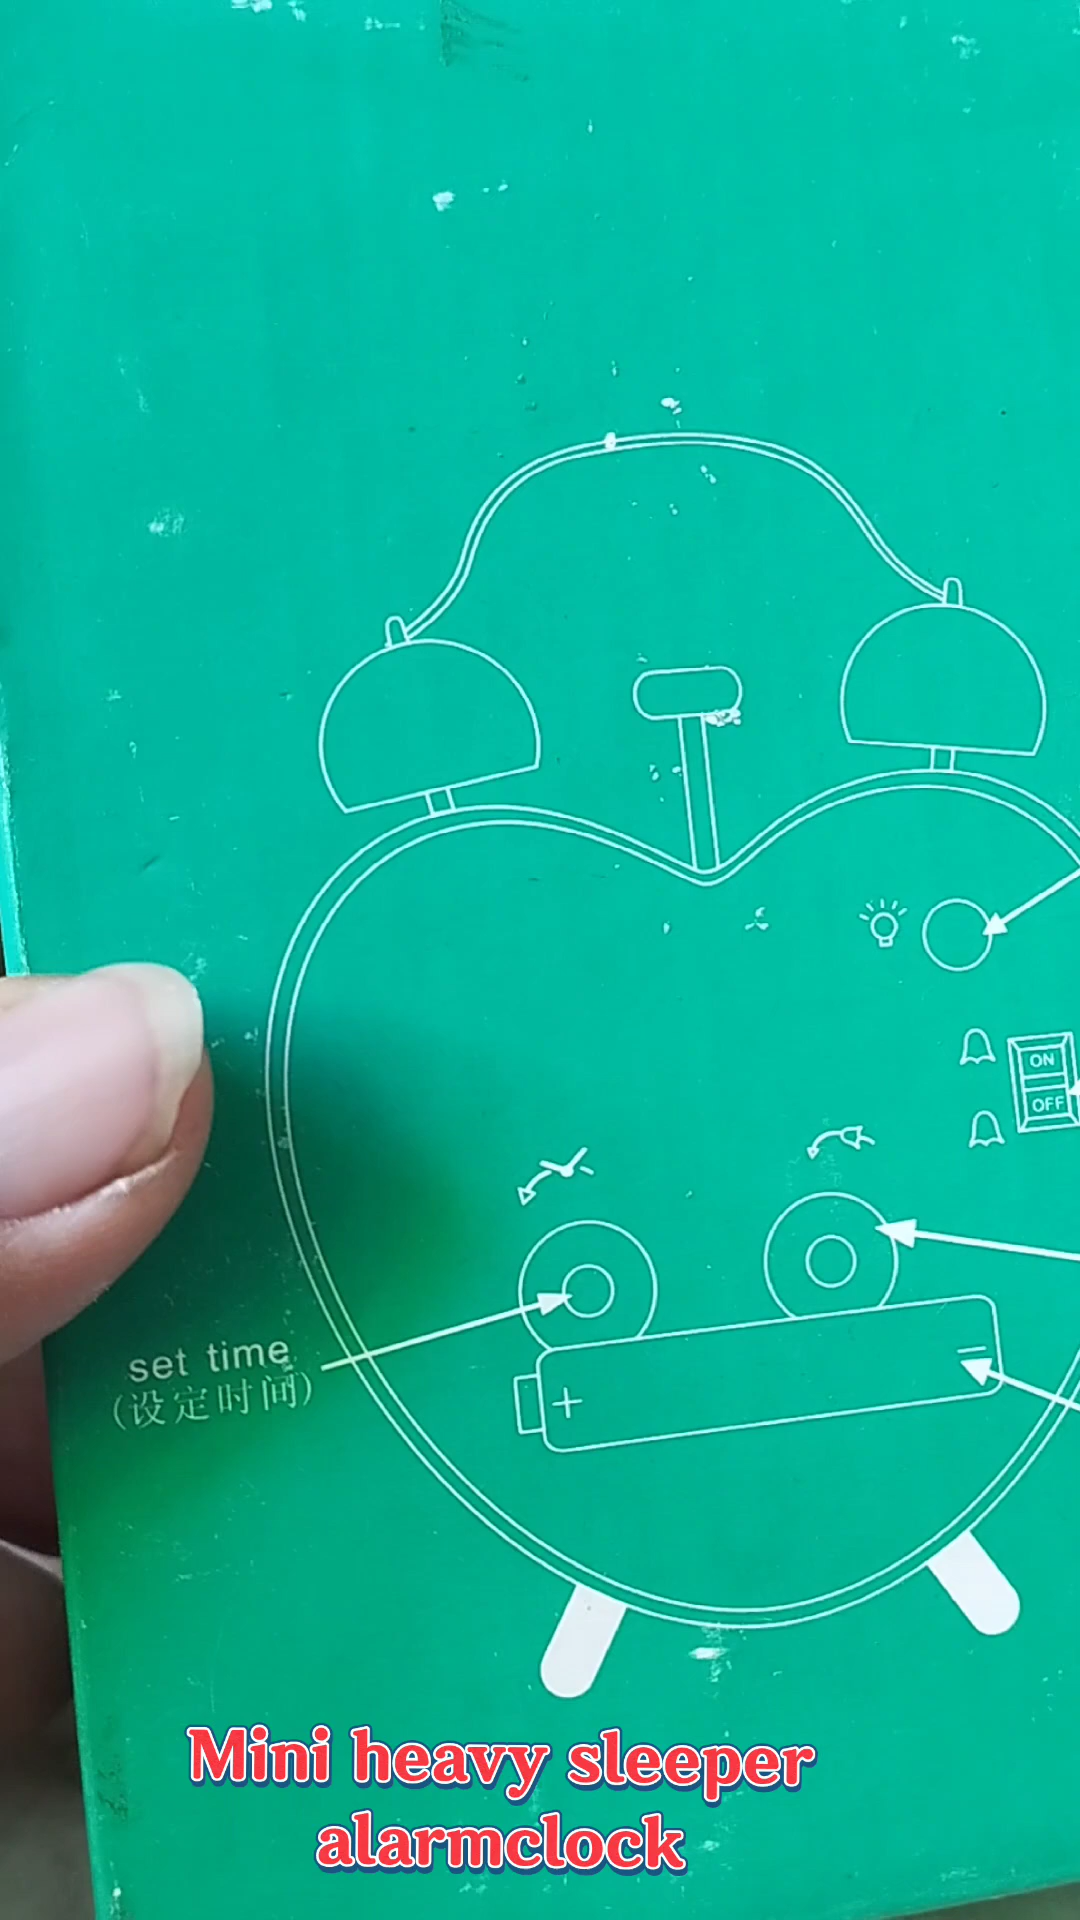 ON
OFF
set time
(设定时间)
+
Mini heavy sleeper
alarmclock